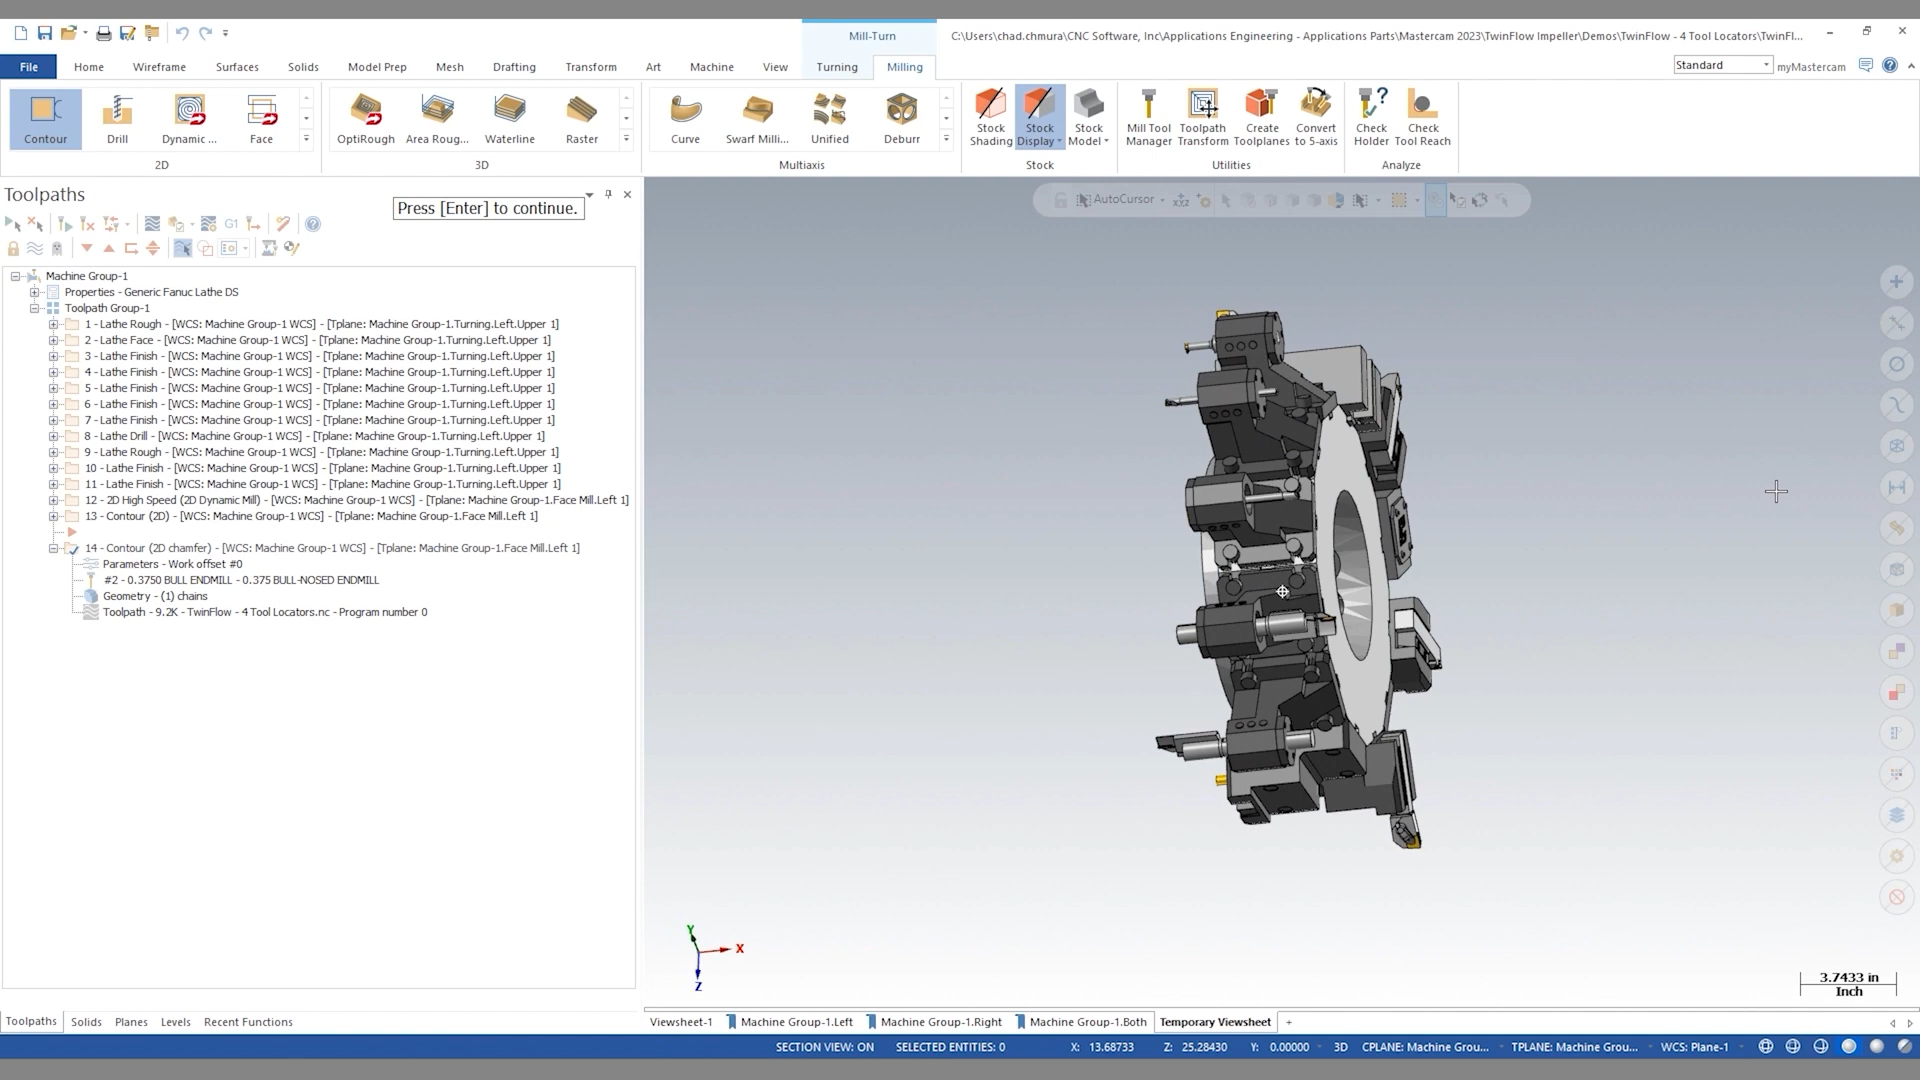 Mill-Turn
C:\Users\chad.chmura\CNC Software, Inc\Applications Engineering - Applications Parts\Mastercam 2023\TwinFlow Impeller\Demos\TwinFlow - 4 Tool Locators\TwinFl...
File Home Wireframe Surfaces Solids Model Prep Mesh Drafting Transform Art Machine View Turning Milling
Standard myMastercam
Contour Drill Dynamic ... Face
2D
OptiRough Area Roug... Waterline Raster
3D
Curve Swarf Milli... Unified Deburr
Multiaxis
Stock Shading Stock Display Stock Model
Stock
Mill Tool Manager Toolpath Transform Create Toolplanes Convert to 5-axis
Utilities
Check Holder Check Tool Reach
Analyze
Toolpaths
Press [Enter] to continue.
AutoCursor
G1
Machine Group-1
Properties - Generic Fanuc Lathe DS
Toolpath Group-1
1 - Lathe Rough - [WCS: Machine Group-1 WCS] - [Tplane: Machine Group-1.Turning.Left.Upper 1]
2 - Lathe Face - [WCS: Machine Group-1 WCS] - [Tplane: Machine Group-1.Turning.Left.Upper 1]
3 - Lathe Finish - [WCS: Machine Group-1 WCS] - [Tplane: Machine Group-1.Turning.Left.Upper 1]
4 - Lathe Finish - [WCS: Machine Group-1 WCS] - [Tplane: Machine Group-1.Turning.Left.Upper 1]
5 - Lathe Finish - [WCS: Machine Group-1 WCS] - [Tplane: Machine Group-1.Turning.Left.Upper 1]
6 - Lathe Finish - [WCS: Machine Group-1 WCS] - [Tplane: Machine Group-1.Turning.Left.Upper 1]
7 - Lathe Finish - [WCS: Machine Group-1 WCS] - [Tplane: Machine Group-1.Turning.Left.Upper 1]
8 - Lathe Drill - [WCS: Machine Group-1 WCS] - [Tplane: Machine Group-1.Turning.Left.Upper 1]
9 - Lathe Rough - [WCS: Machine Group-1 WCS] - [Tplane: Machine Group-1.Turning.Left.Upper 1]
10 - Lathe Finish - [WCS: Machine Group-1 WCS] - [Tplane: Machine Group-1.Turning.Left.Upper 1]
11 - Lathe Finish - [WCS: Machine Group-1 WCS] - [Tplane: Machine Group-1.Turning.Left.Upper 1]
12 - 2D High Speed (2D Dynamic Mill) - [WCS: Machine Group-1 WCS] - [Tplane: Machine Group-1.Face Mill.Left 1]
13 - Contour (2D) - [WCS: Machine Group-1 WCS] - [Tplane: Machine Group-1.Face Mill.Left 1]
14 - Contour (2D chamfer) - [WCS: Machine Group-1 WCS] - [Tplane: Machine Group-1.Face Mill.Left 1]
Parameters - Work offset #0
#2 - 0.3750 BULL ENDMILL - 0.375 BULL-NOSED ENDMILL
Geometry - (1) chains
Toolpath - 9.2K - TwinFlow - 4 Tool Locators.nc - Program number 0
Y
X
Z
3.7433 in
Inch
Toolpaths Solids Planes Levels Recent Functions
Viewsheet-1 Machine Group-1.Left Machine Group-1.Right Machine Group-1.Both Temporary Viewsheet +
SECTION VIEW: ON SELECTED ENTITIES: 0 X: 13.68733 Z: 25.28430 Y: 0.00000 3D CPLANE: Machine Grou... TPLANE: Machine Grou... WCS: Plane-1